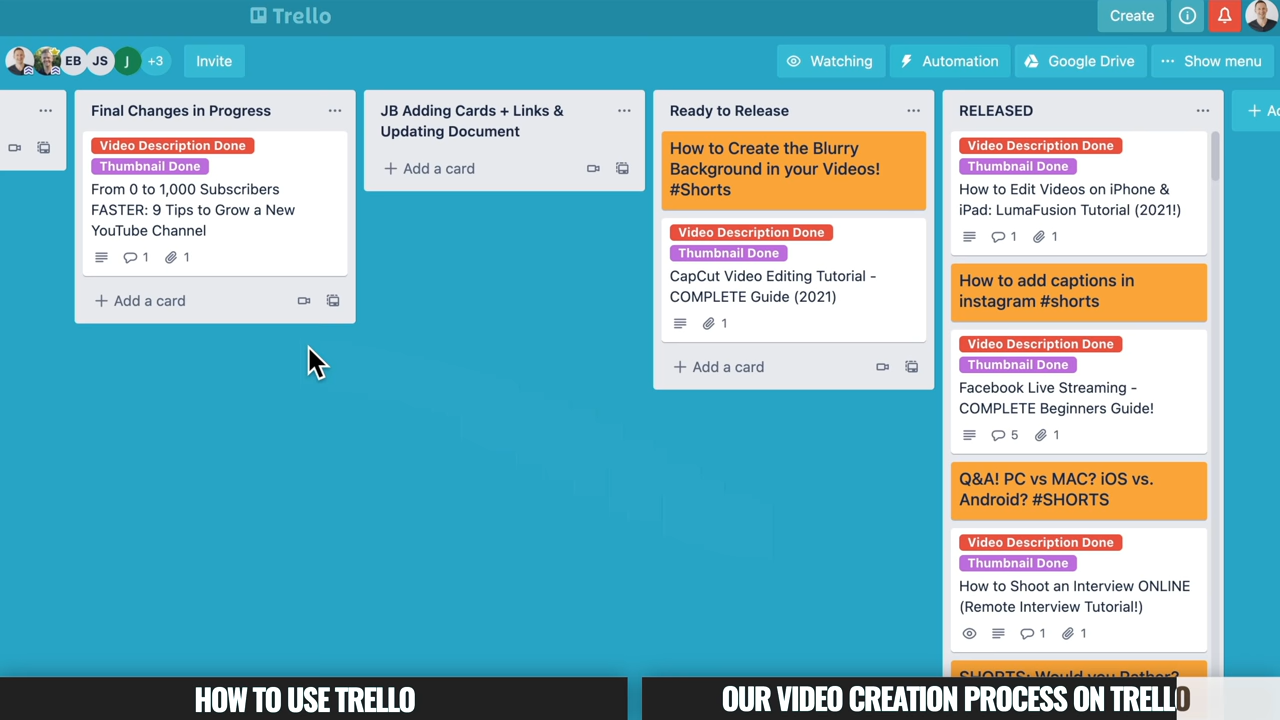 Trello
Create
EB JS J +3
Invite
Watching
Automation
Google Drive
Show menu
Final Changes in Progress
Video Description Done
Thumbnail Done
From 0 to 1,000 Subscribers
FASTER: 9 Tips to Grow a New
YouTube Channel
1 1
+ Add a card
JB Adding Cards + Links &
Updating Document
+ Add a card
Ready to Release
How to Create the Blurry
Background in your Videos!
#Shorts
Video Description Done
Thumbnail Done
CapCut Video Editing Tutorial -
COMPLETE Guide (2021)
1
+ Add a card
RELEASED
Video Description Done
Thumbnail Done
How to Edit Videos on iPhone &
iPad: LumaFusion Tutorial (2021!)
1 1
How to add captions in
instagram #shorts
Video Description Done
Thumbnail Done
Facebook Live Streaming -
COMPLETE Beginners Guide!
5 1
Q&A! PC vs MAC? iOS vs.
Android? #SHORTS
Video Description Done
Thumbnail Done
How to Shoot an Interview ONLINE
(Remote Interview Tutorial!)
1 1
SHORTS: Would you Rather?
HOW TO USE TRELLO
OUR VIDEO CREATION PROCESS ON TRELLO